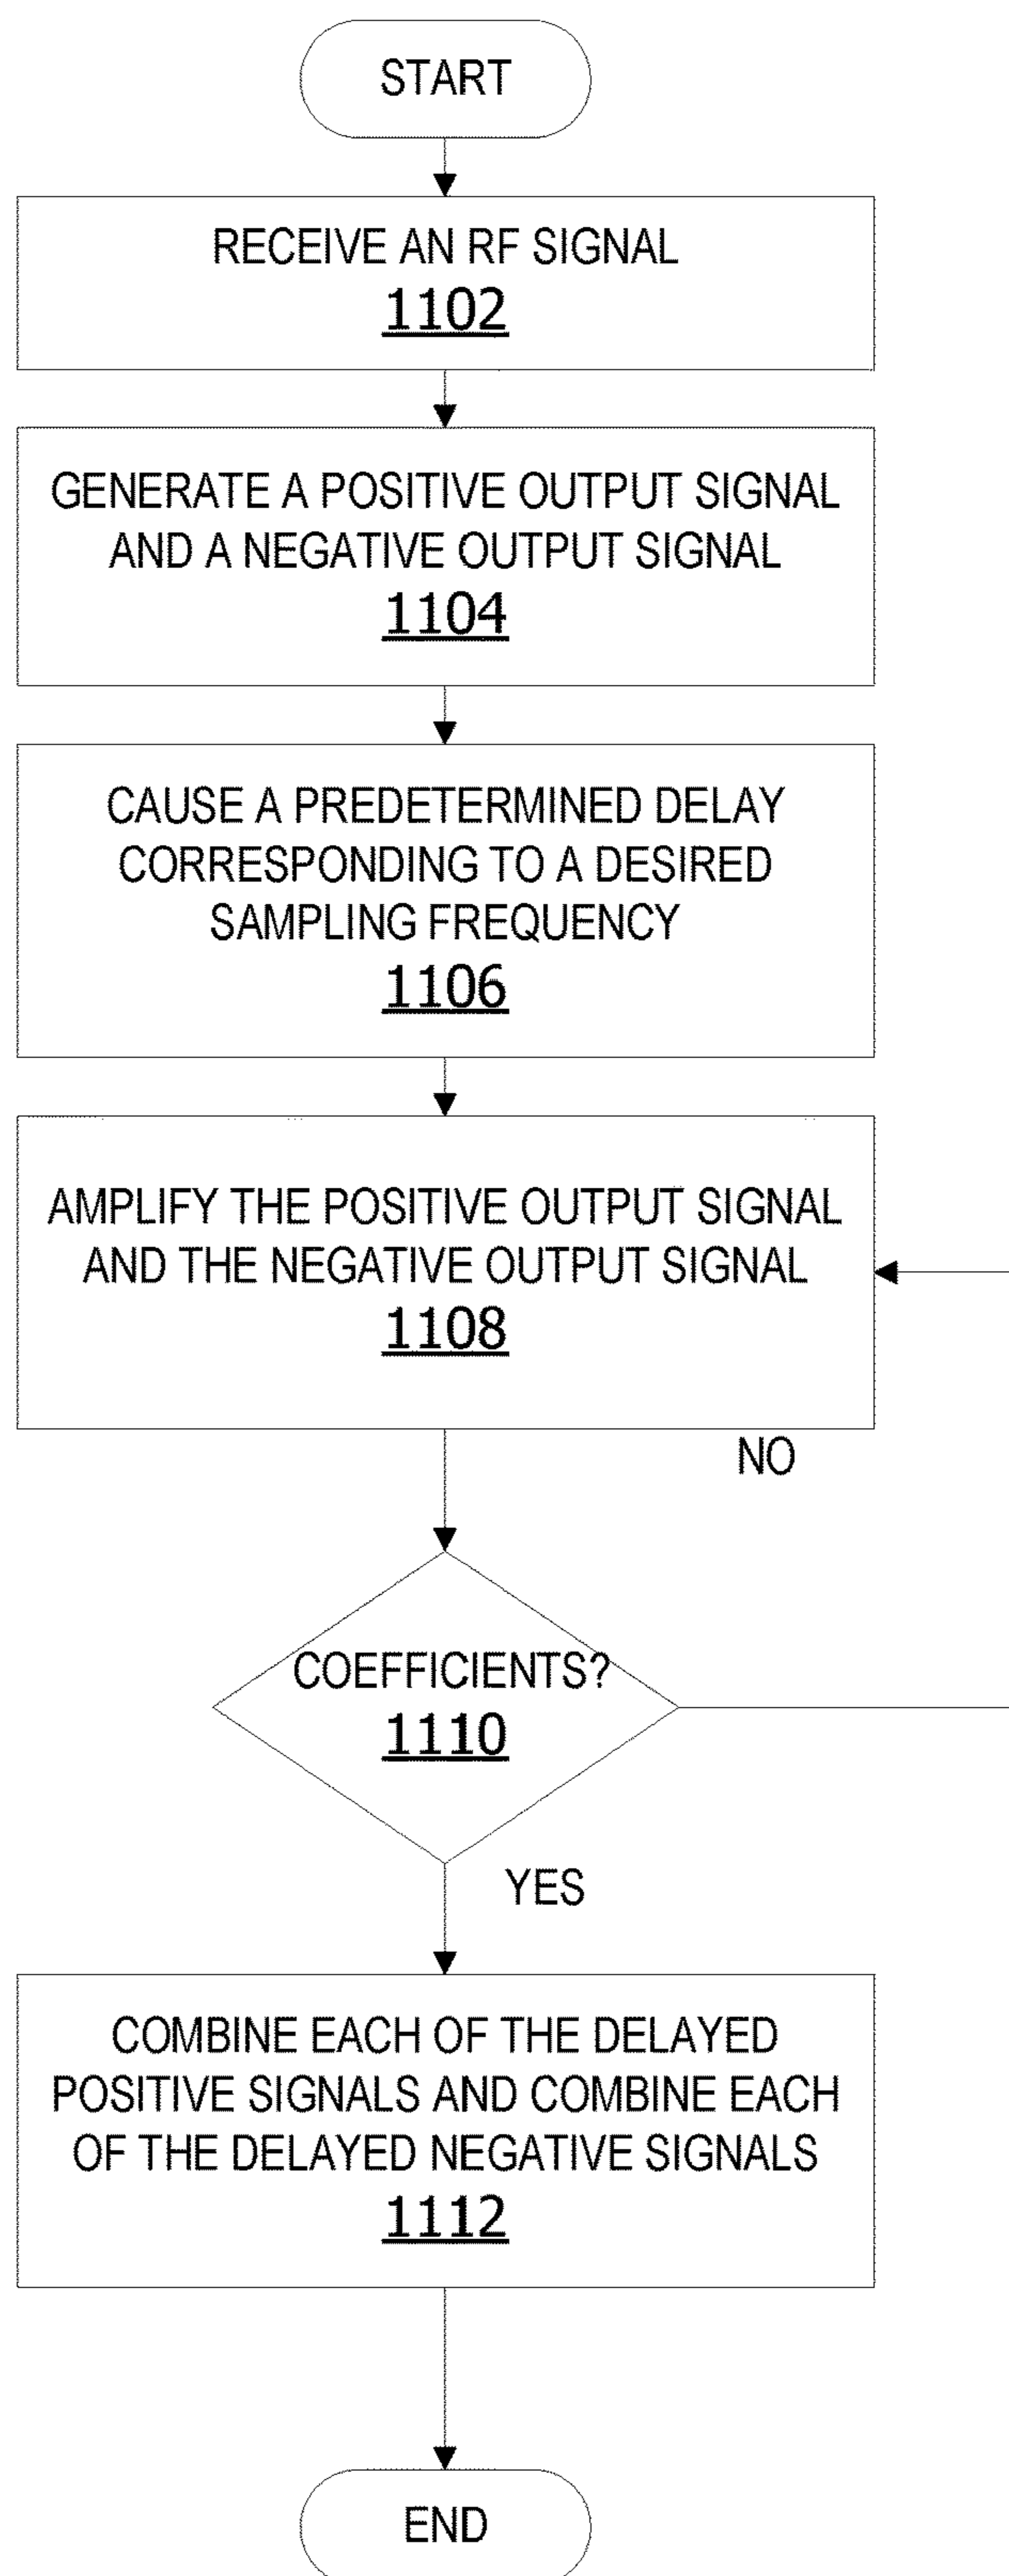 START
RECEIVE AN RF SIGNAL
1102
GENERATE A POSITIVE OUTPUT SIGNAL
AND A NEGATIVE OUTPUT SIGNAL
1104
CAUSE A PREDETERMINED DELAY
CORRESPONDING TO A DESIRED
SAMPLING FREQUENCY
1106
AMPLIFY THE POSITIVE OUTPUT SIGNAL
AND THE NEGATIVE OUTPUT SIGNAL
1108
NO
COEFFICIENTS?
1110
YES
COMBINE EACH OF THE DELAYED
POSITIVE SIGNALS AND COMBINE EACH
OF THE DELAYED NEGATIVE SIGNALS
1112
END